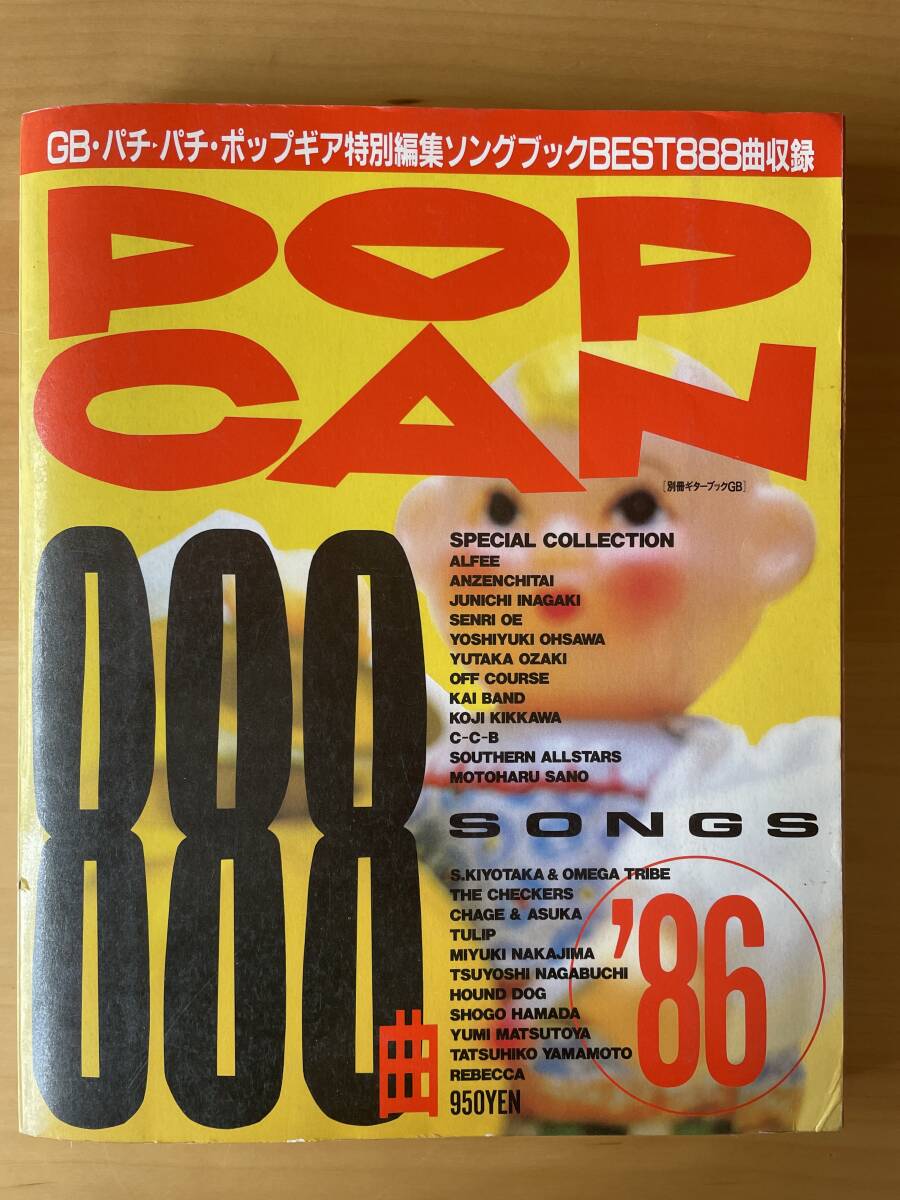 GB・パチ・パチ・ポップギア特別編集ソングブックBEST888曲収録
POP
CAN
[別冊ギターブックGB]
888曲
SPECIAL COLLECTION
ALFEE
ANZENCHITAI
JUNICHI INAGAKI
SENRI OE
YOSHIYUKI OHSAWA
YUTAKA OZAKI
OFF COURSE
KAI BAND
KOJI KIKKAWA
C-C-B
SOUTHERN ALLSTARS
MOTOHARU SANO
SONGS
S.KIYOTAKA & OMEGA TRIBE
THE CHECKERS
CHAGE & ASUKA
TULIP
MIYUKI NAKAJIMA
TSUYOSHI NAGABUCHI
HOUND DOG
SHOGO HAMADA
YUMI MATSUTOYA
TATSUHIKO YAMAMOTO
REBECCA
'86
950YEN